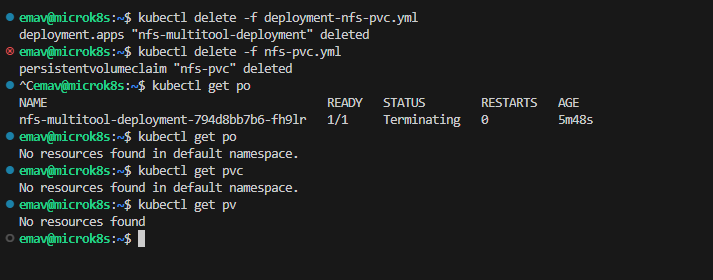 emav@microk8s:~$ kubectl delete -f deployment-nfs-pvc.yml
deployment.apps "nfs-multitool-deployment" deleted
emav@microk8s:~$ kubectl delete -f nfs-pvc.yml
persistentvolumeclaim "nfs-pvc" deleted
^Cemav@microk8s:~$ kubectl get po
NAME                                        READY   STATUS        RESTARTS   AGE
nfs-multitool-deployment-794d8bb7b6-fh9lr   1/1     Terminating   0          5m48s
emav@microk8s:~$ kubectl get po
No resources found in default namespace.
emav@microk8s:~$ kubectl get pvc
No resources found in default namespace.
emav@microk8s:~$ kubectl get pv
No resources found
emav@microk8s:~$